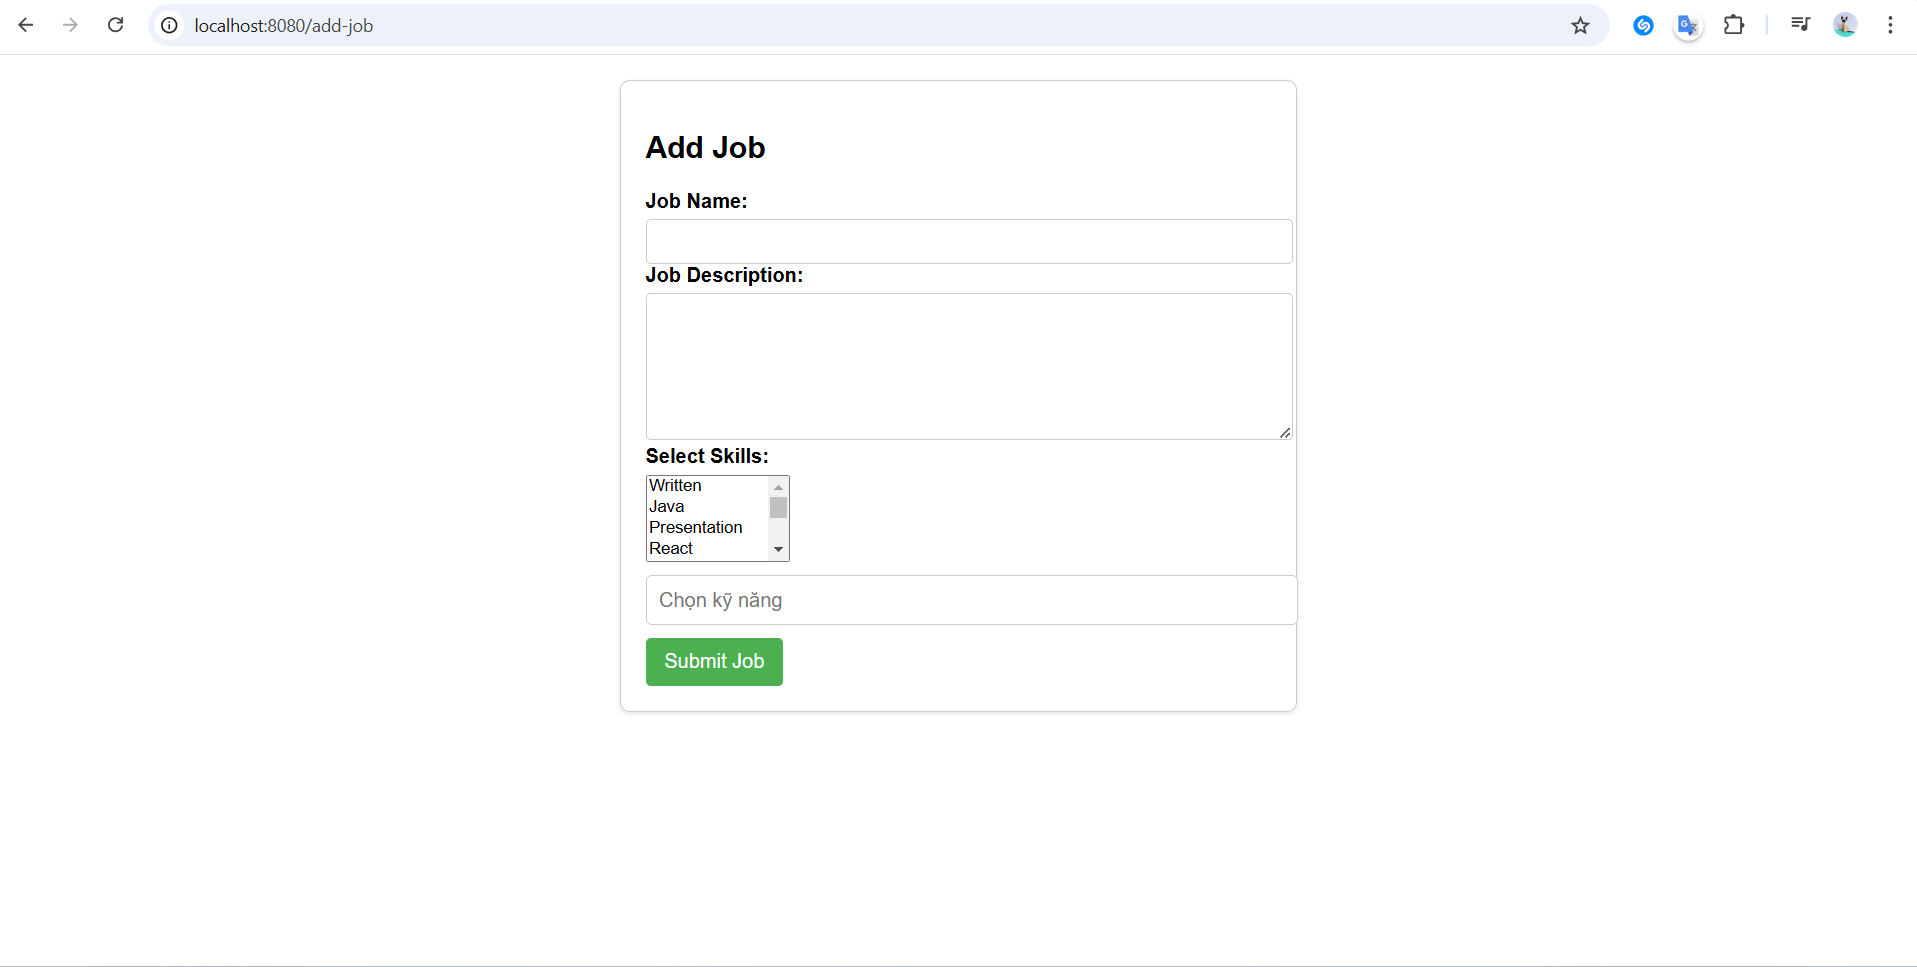 localhost:8080/add-job
Add Job
Job Name:
Job Description:
Select Skills:
Written
Java
Presentation
React
Chọn kỹ năng
Submit Job